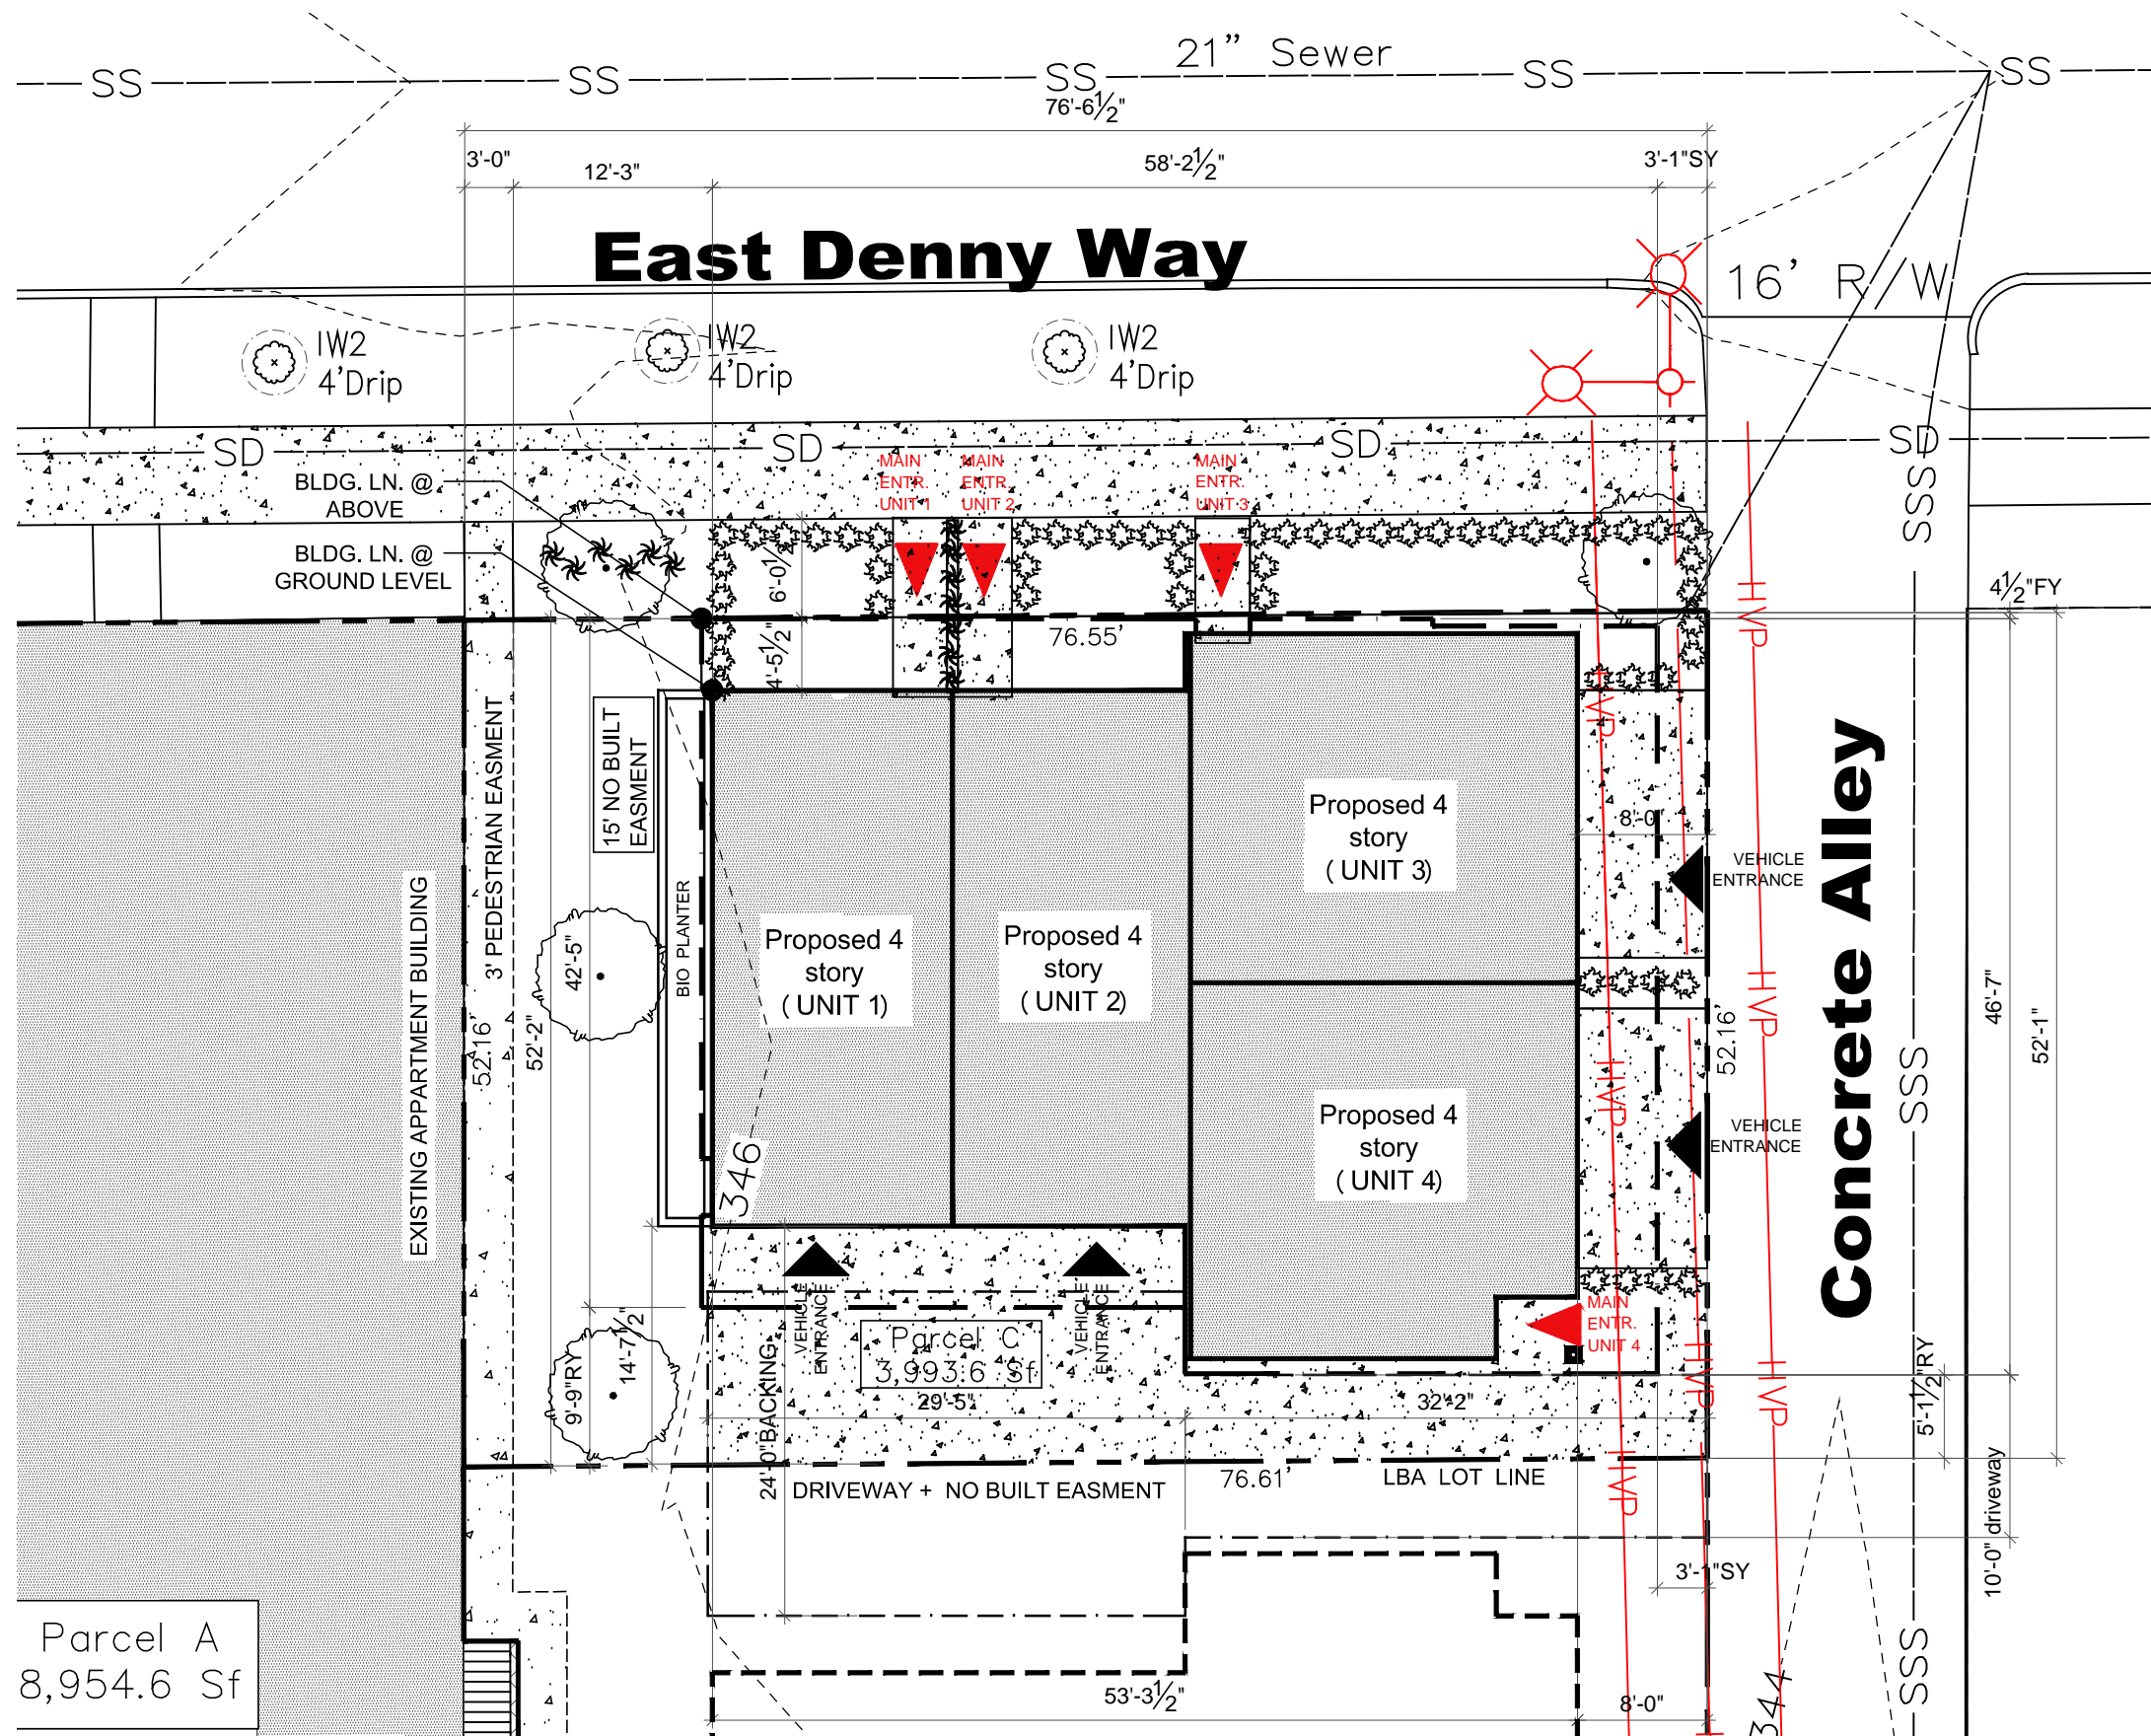 21” Sewer
SS
SS
SS
SS
SS
76'-6½"
3'-0"
12'-3"
58'-2½"
3'-1"SY
East Denny Way
16’ R/W
IW2
4’Drip
IW2
4’Drip
IW2
4’Drip
SD
SD
SD
SD
BLDG. LN. @
ABOVE
MAIN
ENTR.
UNIT 1
MAIN
ENTR.
UNIT 2
MAIN
ENTR.
UNIT 3
BLDG. LN. @
GROUND LEVEL
6'-0½"
4'-5½"
76.55’
4½"FY
HVP
HVP
SSS
15' NO BUILT
EASMENT
3' PEDESTRIAN EASMENT
EXISTING APPARTMENT BUILDING
BIO PLANTER
42'-5"
52'-2"
52.16’
Proposed 4
story
( UNIT 1)
Proposed 4
story
( UNIT 2)
Proposed 4
story
( UNIT 3)
Proposed 4
story
( UNIT 4)
8'-0"
VEHICLE
ENTRANCE
VEHICLE
ENTRANCE
Concrete Alley
HVP
HVP
52.16’
SSS
46'-7"
52'-1"
346
VEHICLE
ENTRANCE
VEHICLE
ENTRANCE
MAIN
ENTR.
UNIT 4
Parcel C
3,993.6 Sf
29'-5"
32'-2"
9'-9"RY
14'-7½"
24'-0"BACKING
HVP
HVP
HVP
5'-1½"RY
DRIVEWAY + NO BUILT EASMENT
76.61’
LBA LOT LINE
10'-0" driveway
3'-1"SY
Parcel A
8,954.6 Sf
53'-3½"
8'-0"
344
SSS